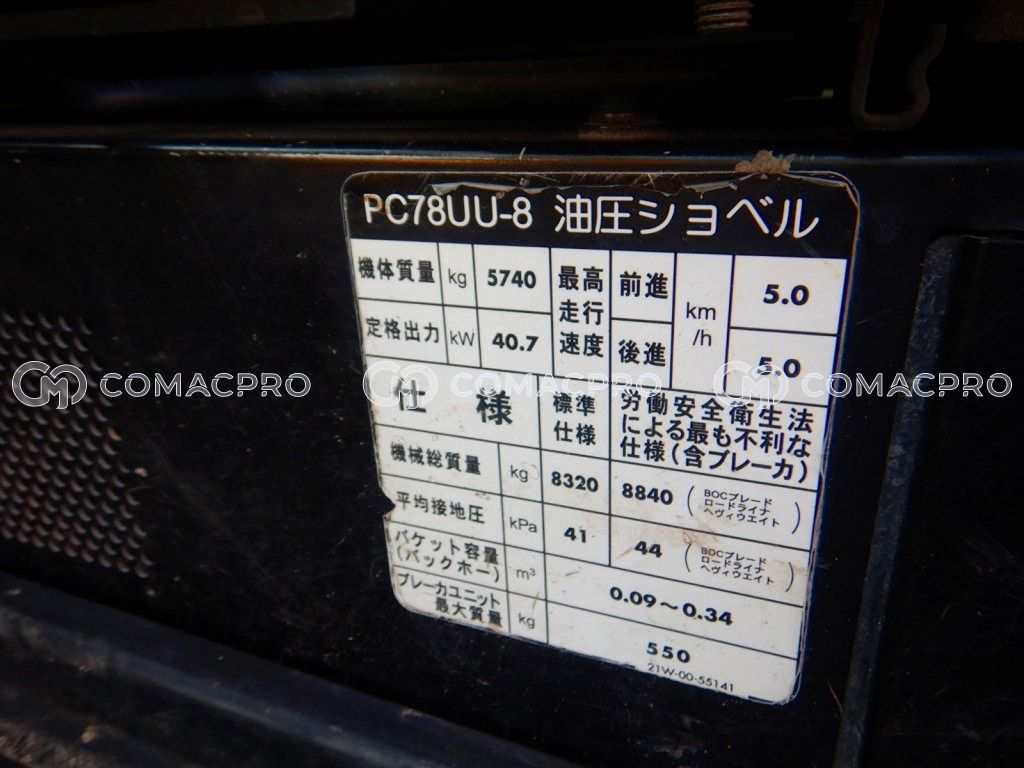 PC78UU-8 油圧ショベル
機体質量 kg 5740
最高走行速度 前進 km/h 5.0
定格出力 kW 40.7
後進 5.0
COMACPRO COMACPRO COMACPRO
仕 様 標準仕様 労働安全衛生法
による最も不利な
仕様(含ブレーカ)
機械総質量 kg 8320 8840 (BOCブレード
ロードライナ
ヘヴィウエイト)
平均接地圧 kPa 41 44 (BOCブレード
ロードライナ
ヘヴィウエイト)
バケット容量
(バックホー) m³ 0.09～0.34
ブレーカユニット
最大質量 kg 550
21W-00-55141